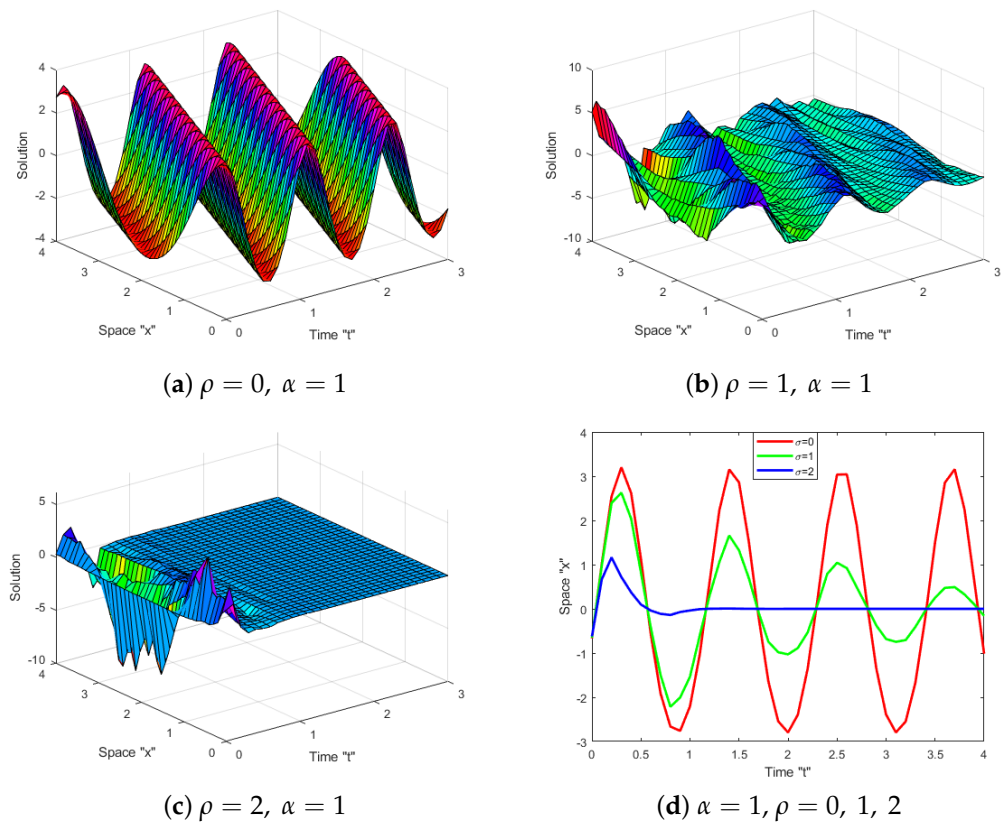 4
2
0
-2
-4
Solution
4
3
2
1
0
Space "x"
0
1
2
3
Time "t"
(a) ρ = 0, α = 1
10
5
0
-5
-10
Solution
4
3
2
1
0
Space "x"
0
1
2
3
Time "t"
(b) ρ = 1, α = 1
5
0
-5
-10
Solution
4
3
2
1
0
Space "x"
0
1
2
3
Time "t"
(c) ρ = 2, α = 1
σ=0
σ=1
σ=2
4
3
2
1
0
-1
-2
-3
Space "x"
0 0.5 1 1.5 2 2.5 3 3.5 4
Time "t"
(d) α = 1, ρ = 0, 1, 2